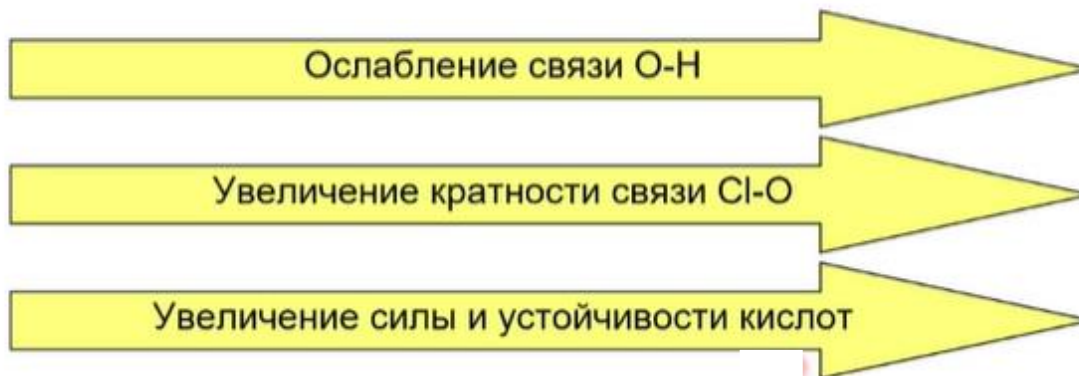 Ослабление связи O-H
Увеличение кратности связи Cl-O
Увеличение силы и устойчивости кислот